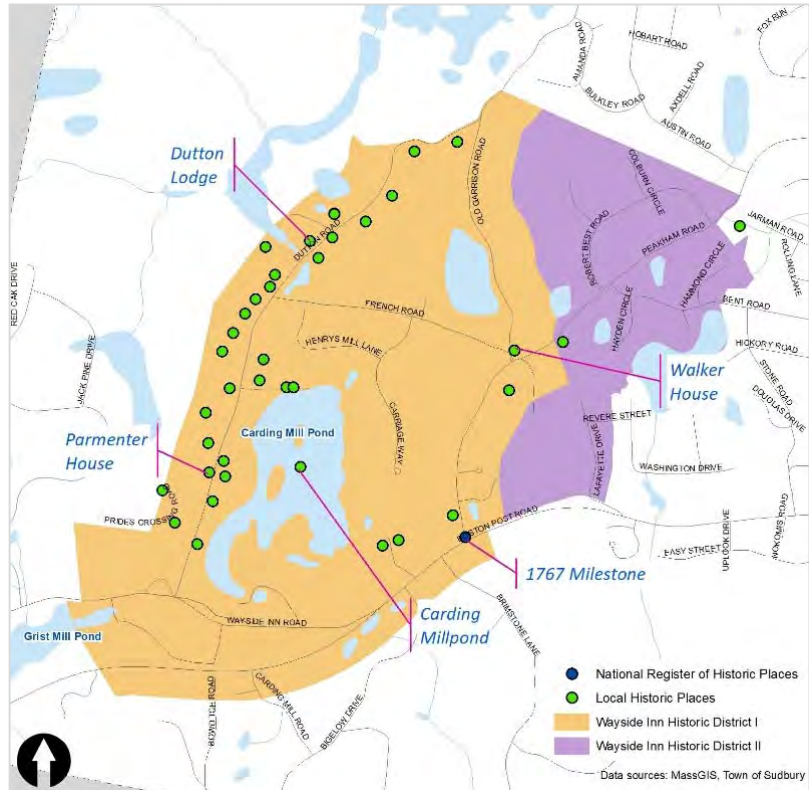 FOX RUN
HOBART ROAD
AMANDA ROAD
BULKLEY ROAD
AXDELL ROAD
AUSTIN ROAD
Dutton
Lodge
OLD GARRISON ROAD
COLBURN CIRCLE
JARMAN ROAD
ROLLING LANE
DUTTON ROAD
ROBERT BEST ROAD
PEAKHAM ROAD
HAMMOND CIRCLE
RED OAK DRIVE
FRENCH ROAD
HAYDEN CIRCLE
BENT ROAD
HENRYS MILL LANE
HICKORY ROAD
JACK PINE DRIVE
STONE ROAD
Walker
House
DOUGLAS DRIVE
CARRIAGE WAY
REVERE STREET
Parmenter
House
Carding Mill Pond
LAFAYETTE DRIVE
WASHINGTON DRIVE
PRIDES CROSSING ROAD
BOSTON POST ROAD
EASY STREET
UPLOOK DRIVE
WOKOMIS ROAD
1767 Milestone
WAYSIDE INN ROAD
BRIMSTONE LANE
Carding
Millpond
Grist Mill Pond
CARDING MILL ROAD
BIGELOW DRIVE
National Register of Historic Places
Local Historic Places
Wayside Inn Historic District I
Wayside Inn Historic District II
Data sources: MassGIS, Town of Sudbury